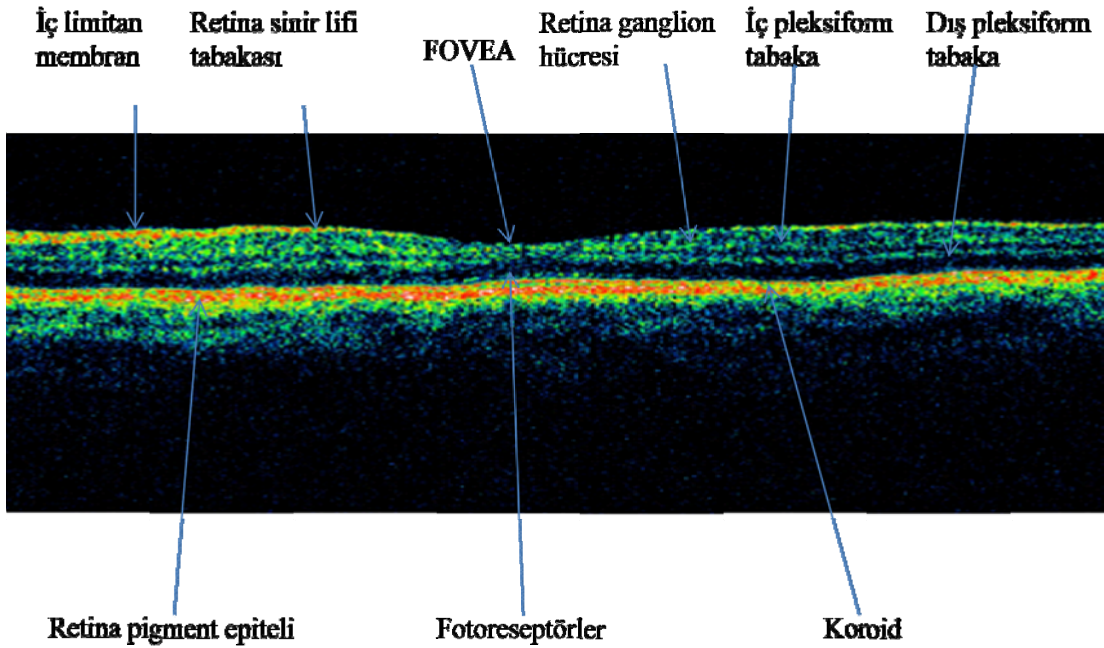 İç limitan
membran
Retina sinir lifi
tabakası
FOVEA
Retina ganglion
hücresi
İç pleksiform
tabaka
Dış pleksiform
tabaka
Retina pigment epiteli
Fotoreseptörler
Koroid